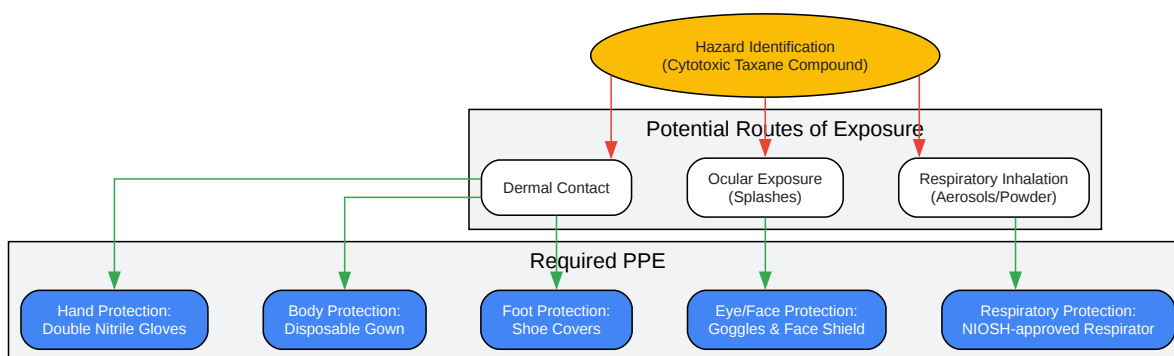 Hazard Identification
(Cytotoxic Taxane Compound)
Potential Routes of Exposure
Dermal Contact
Ocular Exposure
(Splashes)
Respiratory Inhalation
(Aerosols/Powder)
Required PPE
Hand Protection:
Double Nitrile Gloves
Body Protection:
Disposable Gown
Foot Protection:
Shoe Covers
Eye/Face Protection:
Goggles & Face Shield
Respiratory Protection:
NIOSH-approved Respirator